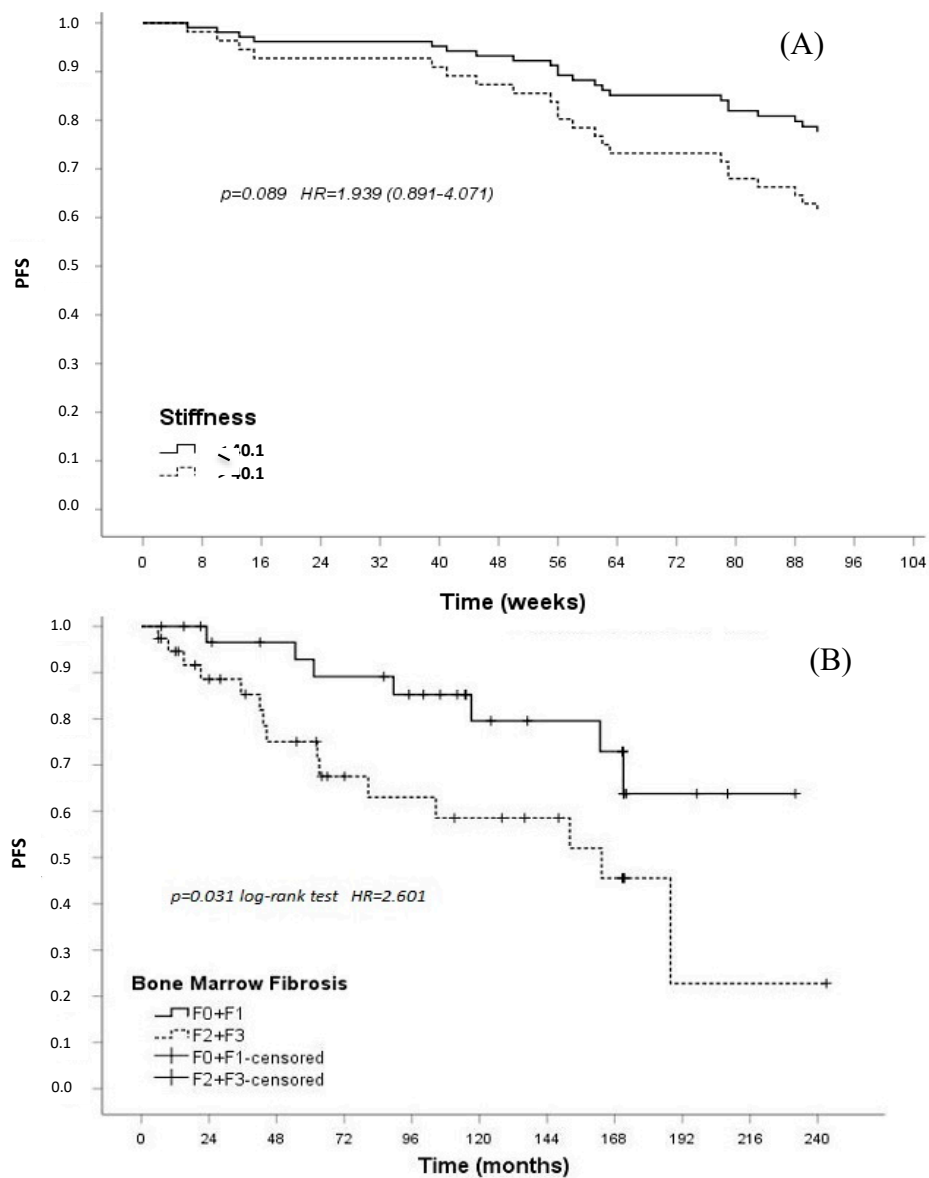 (A)
1.0
0.9
0.8
0.7
0.6
0.5
0.4
0.3
0.2
0.1
0.0
PFS
p=0.089 HR=1.939 (0.891-4.071)
Stiffness
0 8 16 24 32 40 48 56 64 72 80 88 96 104
Time (weeks)
(B)
1.0
0.9
0.8
0.7
0.6
0.5
0.4
0.3
0.2
0.1
0.0
PFS
p=0.031 log-rank test HR=2.601
Bone Marrow Fibrosis
F0+F1
F2+F3
F0+F1-censored
F2+F3-censored
0 24 48 72 96 120 144 168 192 216 240
Time (months)